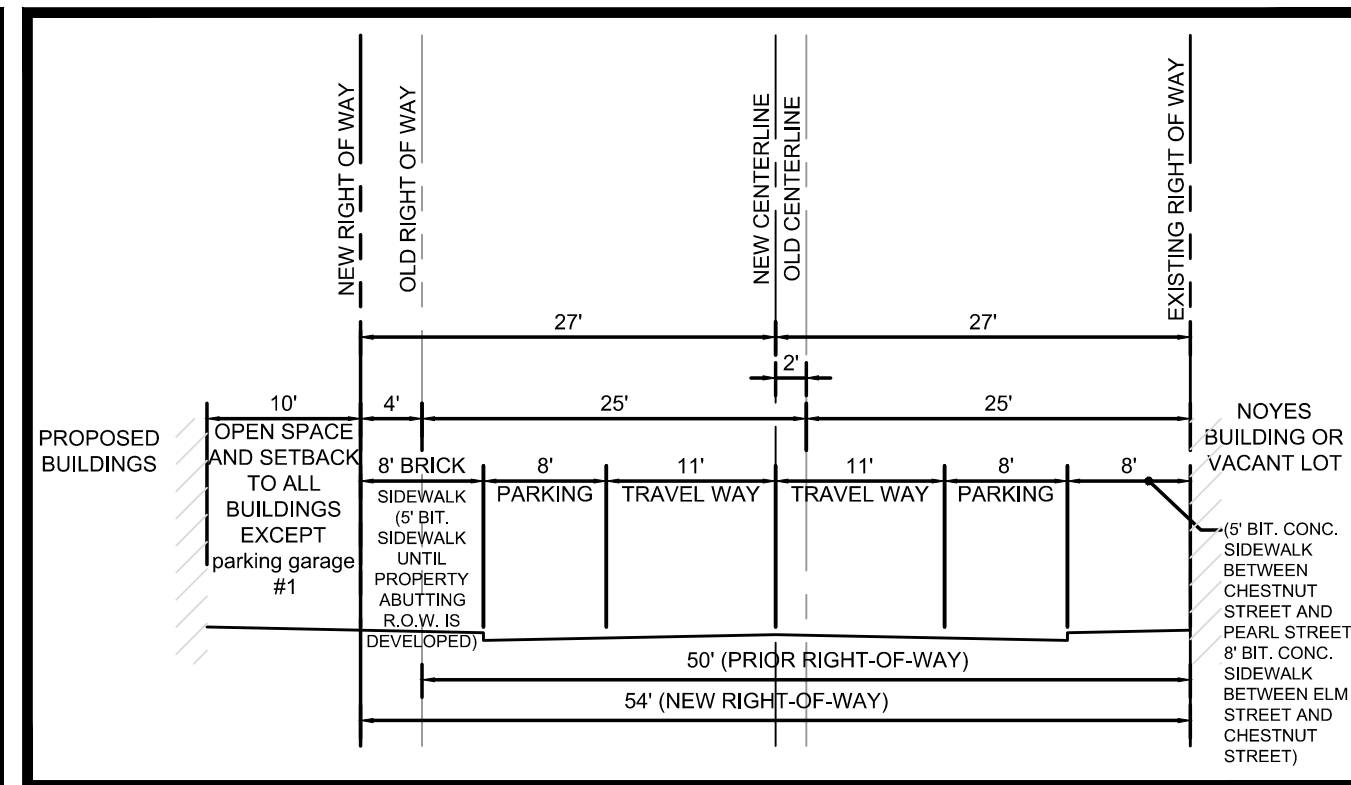 NEW RIGHT OF WAY
OLD RIGHT OF WAY
NEW CENTERLINE
OLD CENTERLINE
EXISTING RIGHT OF WAY
27'
27'
2'
10'
4'
25'
25'
PROPOSED
BUILDINGS
OPEN SPACE
AND SETBACK
TO ALL
BUILDINGS
EXCEPT
parking garage
#1
8' BRICK
SIDEWALK
(5' BIT.
SIDEWALK
UNTIL
PROPERTY
ABUTTING
R.O.W. IS
DEVELOPED)
8'
PARKING
11'
TRAVEL WAY
11'
TRAVEL WAY
8'
PARKING
8'
NOYES
BUILDING OR
VACANT LOT
(5' BIT. CONC.
SIDEWALK
BETWEEN
CHESTNUT
STREET AND
PEARL STREET
8' BIT. CONC.
SIDEWALK
BETWEEN ELM
STREET AND
CHESTNUT
STREET)
50' (PRIOR RIGHT-OF-WAY)
54' (NEW RIGHT-OF-WAY)